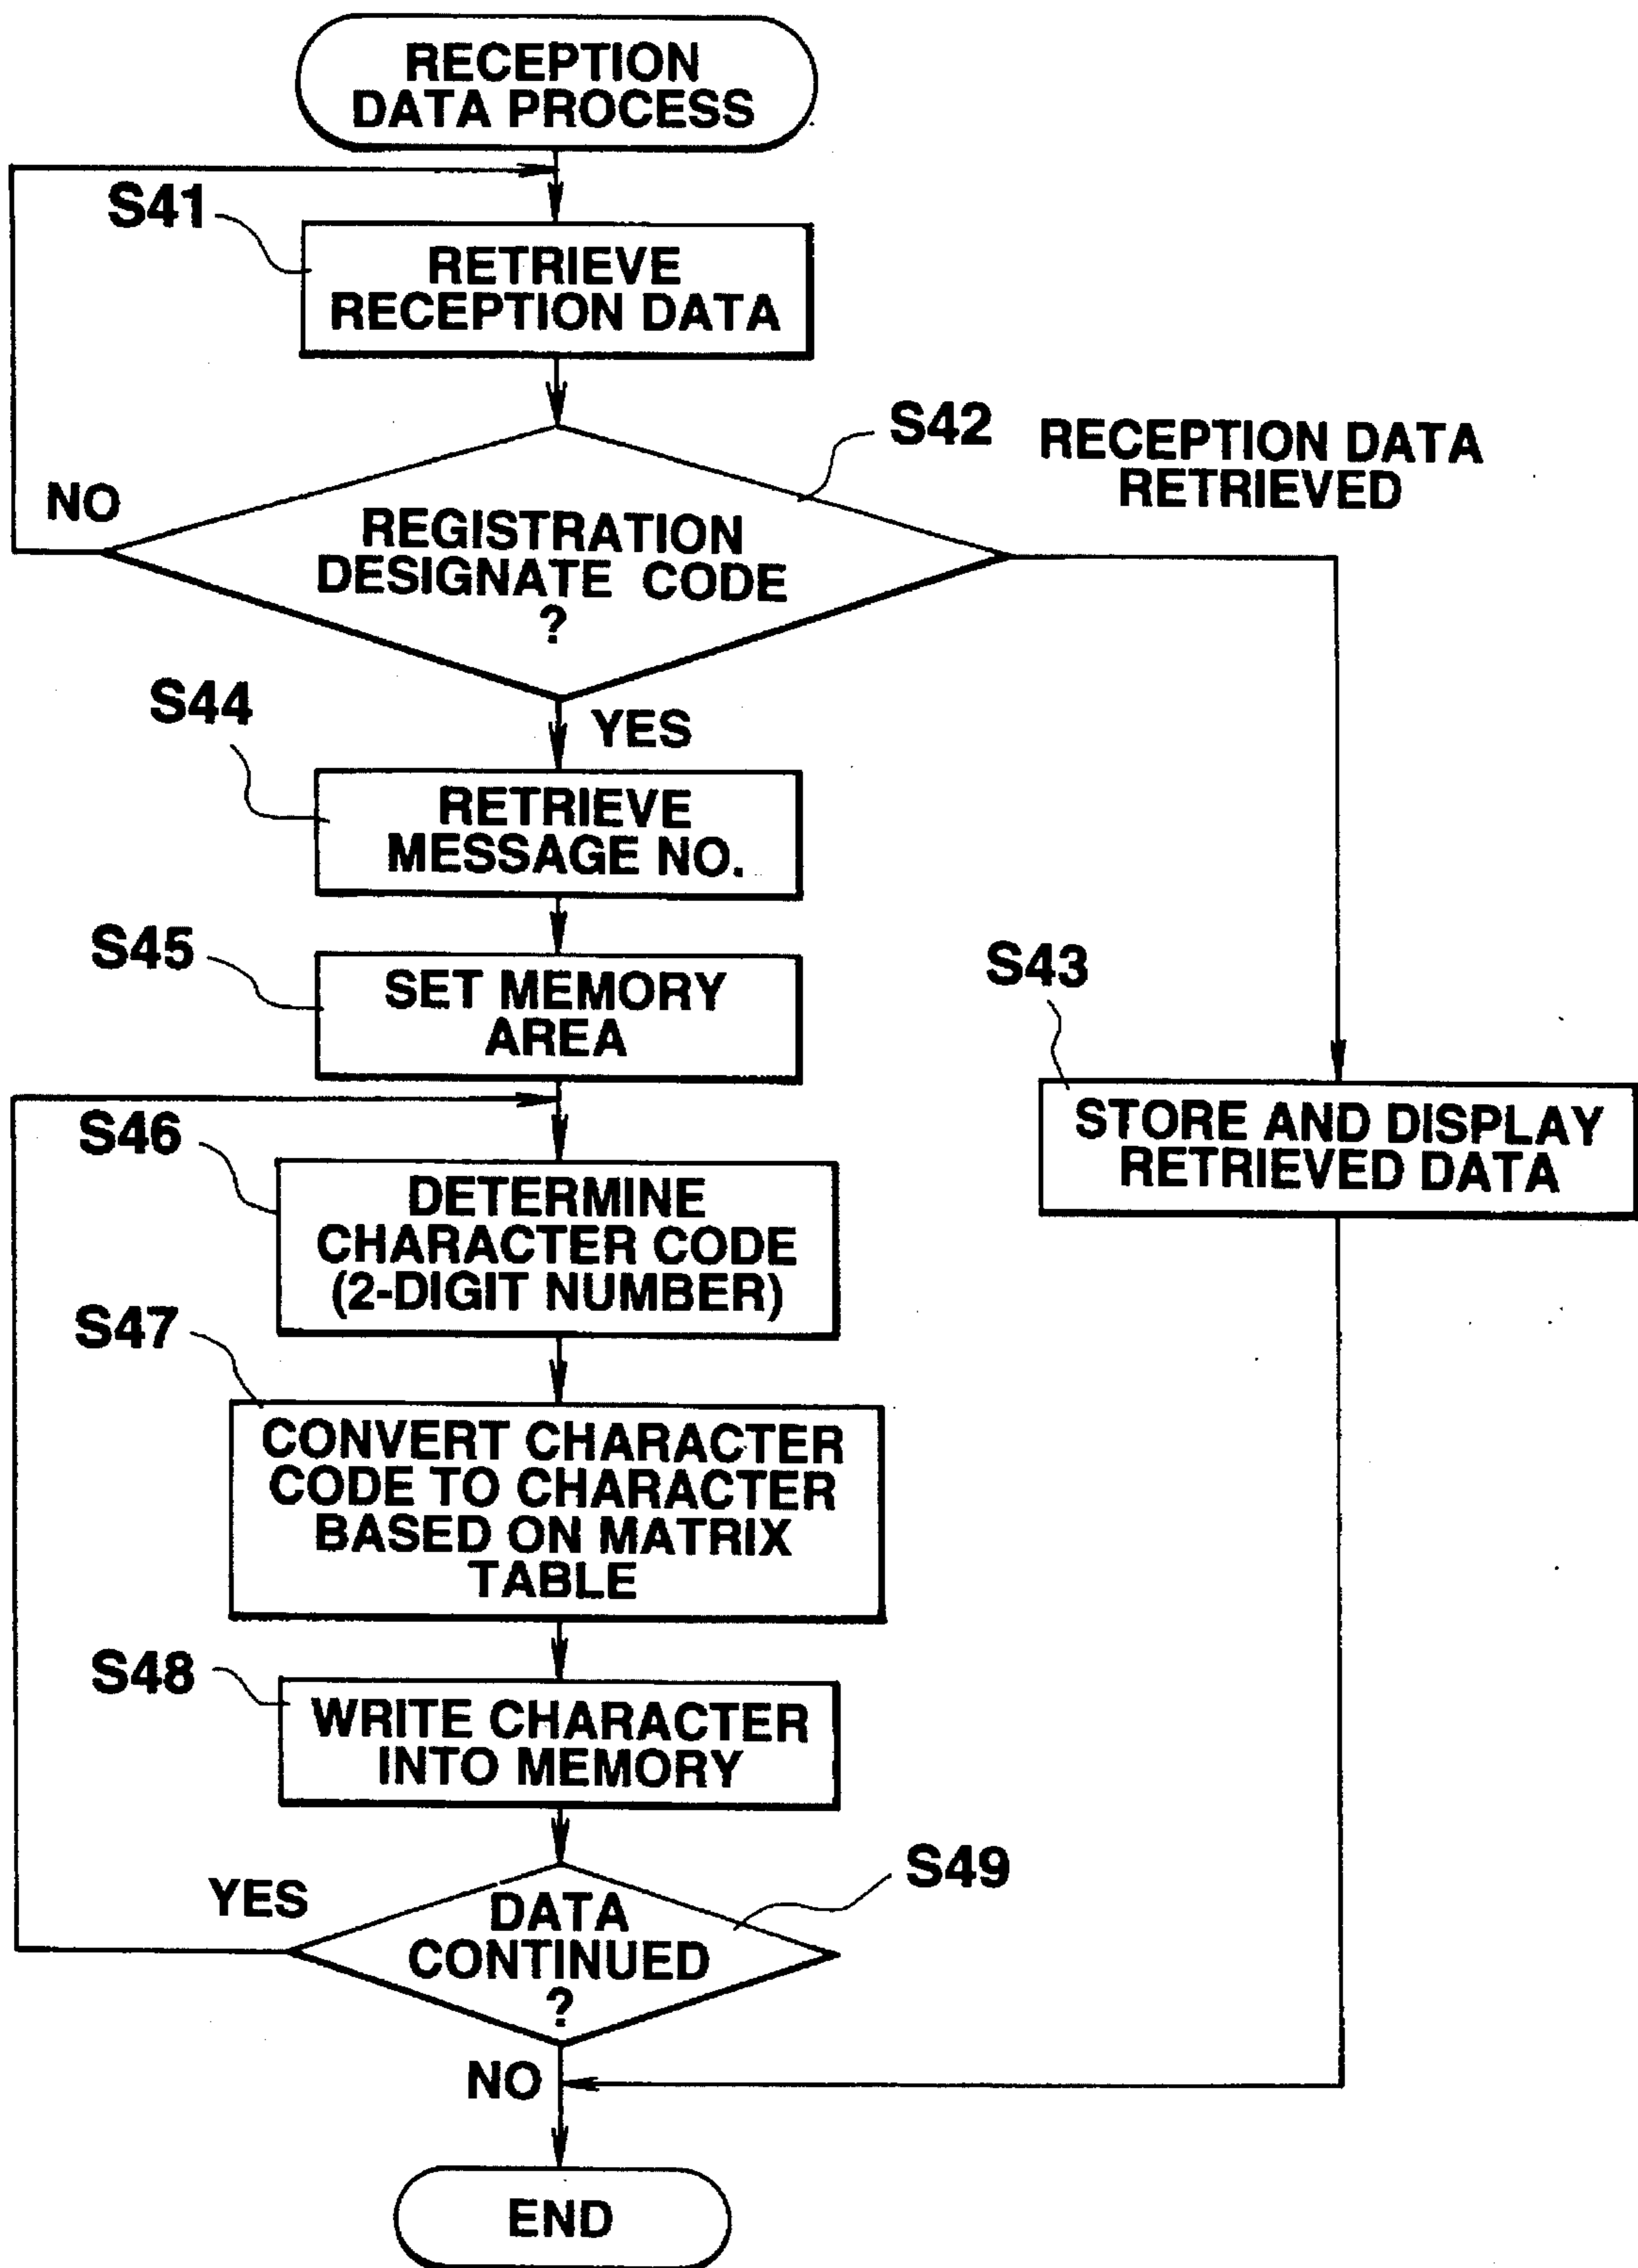 RECEPTION
DATA PROCESS
S41
RETRIEVE
RECEPTION DATA
S42
RECEPTION DATA
RETRIEVED
NO
REGISTRATION
DESIGNATE CODE
?
S44
YES
RETRIEVE
MESSAGE NO.
S45
SET MEMORY
AREA
S43
STORE AND DISPLAY
RETRIEVED DATA
S46
DETERMINE
CHARACTER CODE
(2-DIGIT NUMBER)
S47
CONVERT CHARACTER
CODE TO CHARACTER
BASED ON MATRIX
TABLE
S48
WRITE CHARACTER
INTO MEMORY
S49
YES
DATA
CONTINUED
?
NO
END